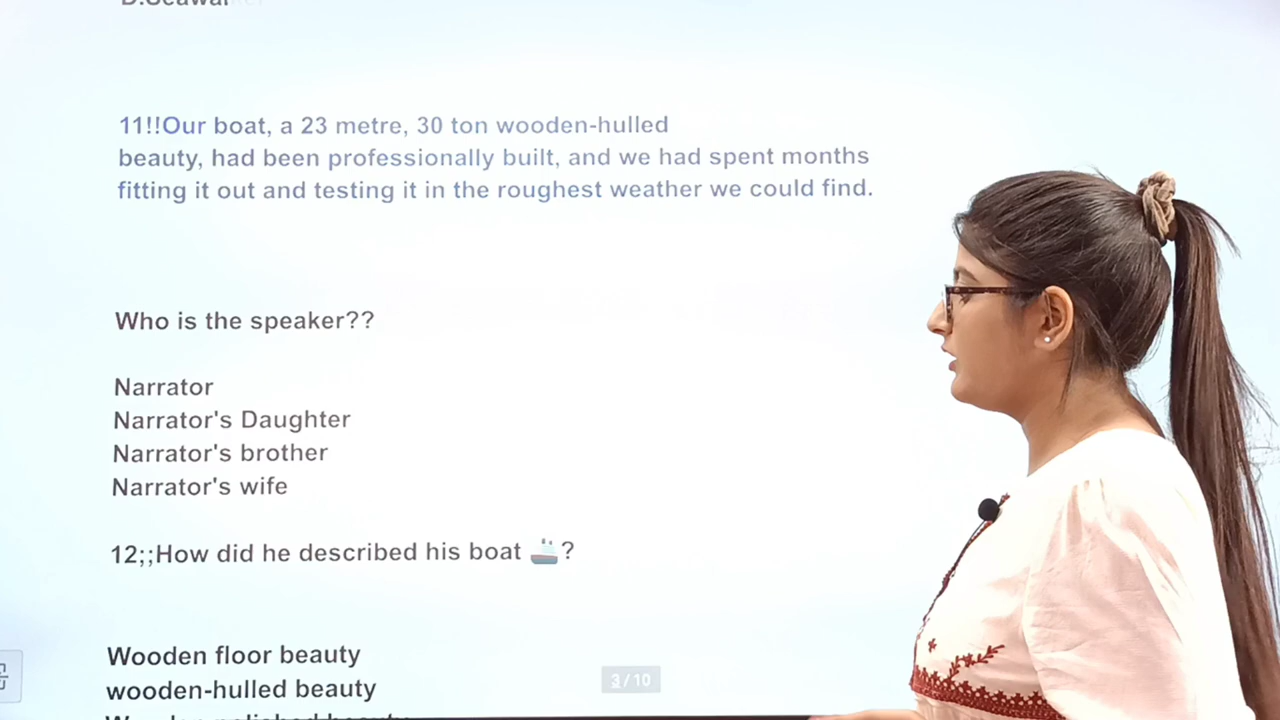 11!!Our boat, a 23 metre, 30 ton wooden-hulled
beauty, had been professionally built, and we had spent months
fitting it out and testing it in the roughest weather we could find.
Who is the speaker??
Narrator
Narrator's Daughter
Narrator's brother
Narrator's wife
12;;How did he described his boat 🚢?
Wooden floor beauty
wooden-hulled beauty
3/10